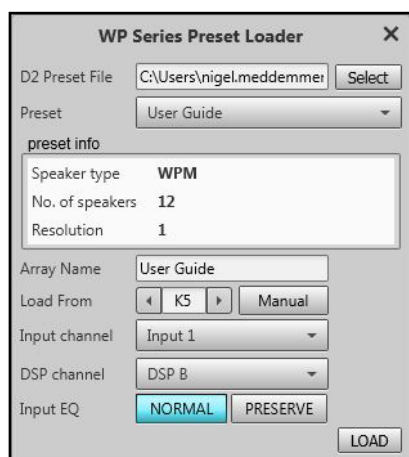 WP Series Preset Loader
D2 Preset File C:\Users\nigel.meddemmer Select
Preset User Guide
preset info
Speaker type WPM
No. of speakers 12
Resolution 1
Array Name User Guide
Load From K5 Manual
Input channel Input 1
DSP channel DSP B
Input EQ NORMAL PRESERVE
LOAD